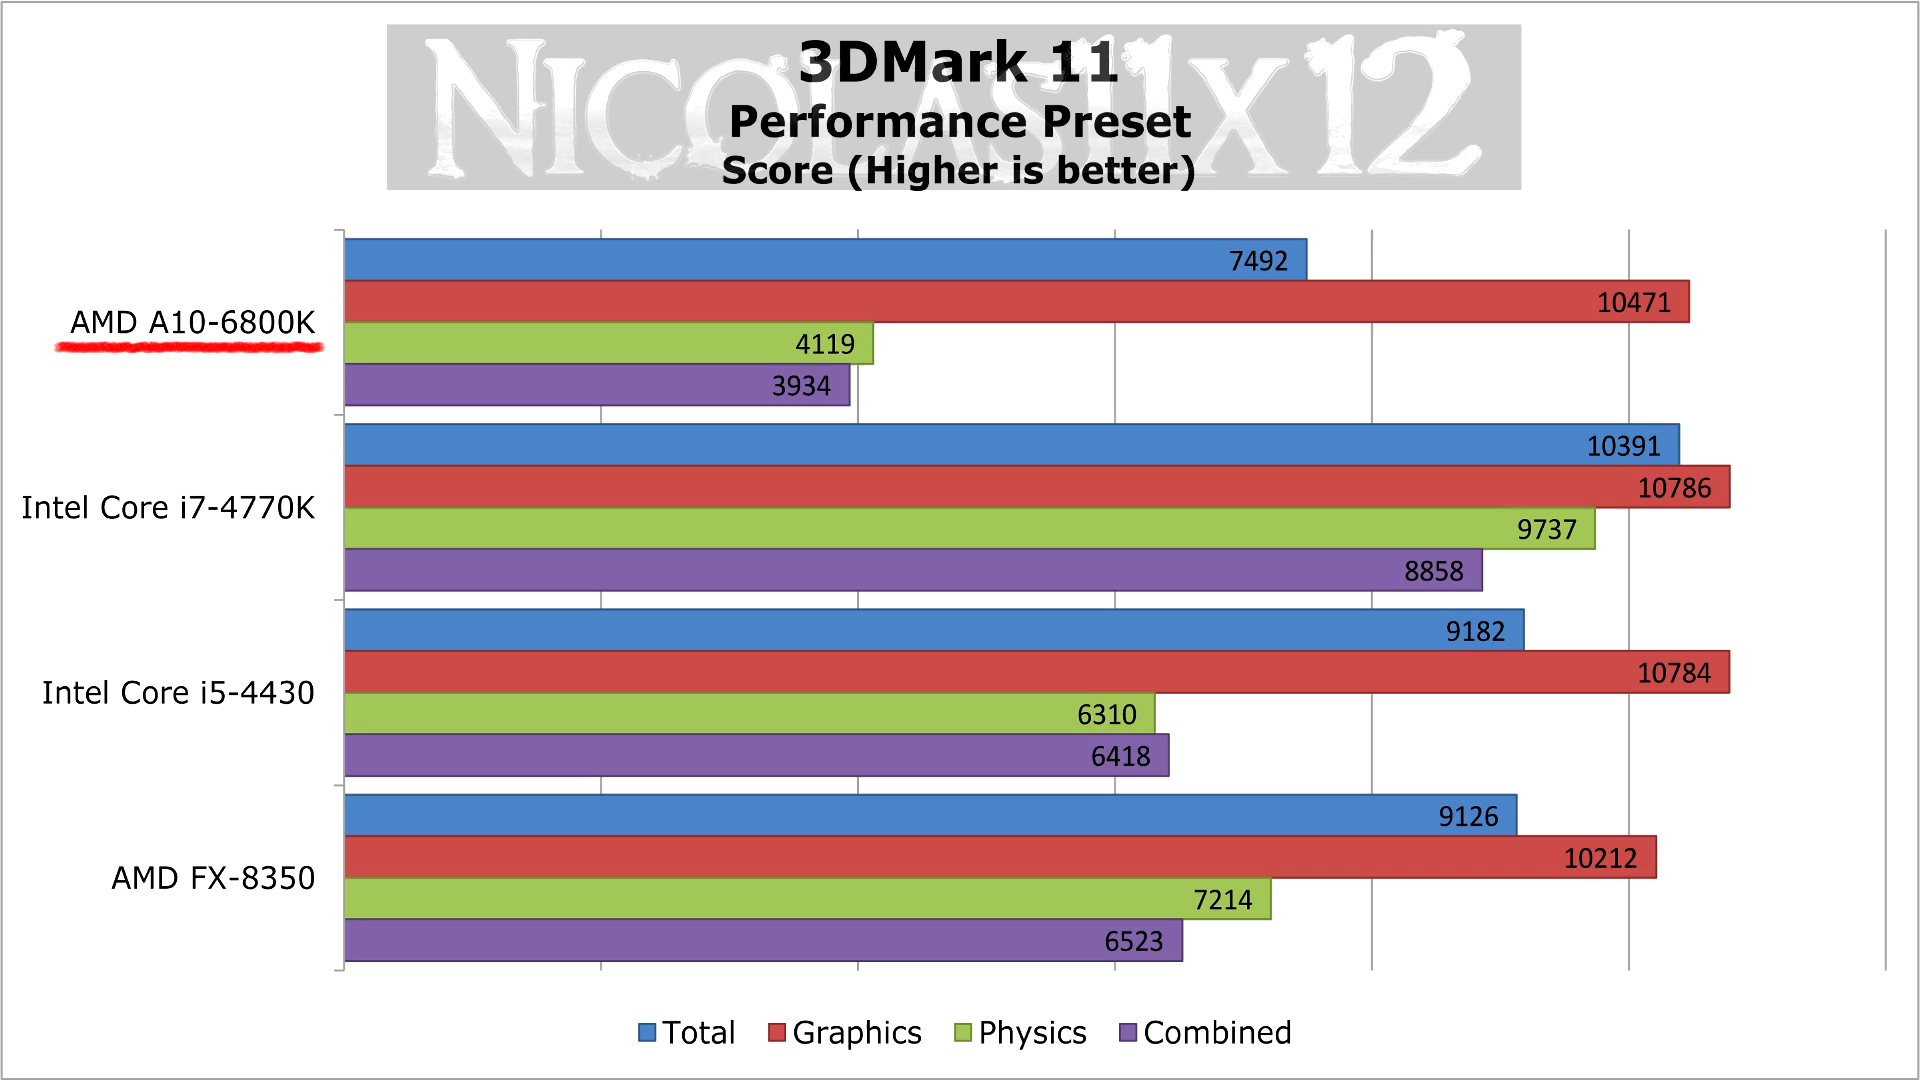 Nicolas11x12
3DMark 11
Performance Preset
Score (Higher is better)
7492
10471
AMD A10-6800K
4119
3934
10391
10786
Intel Core i7-4770K
9737
8858
9182
10784
Intel Core i5-4430
6310
6418
9126
10212
AMD FX-8350
7214
6523
Total Graphics Physics Combined